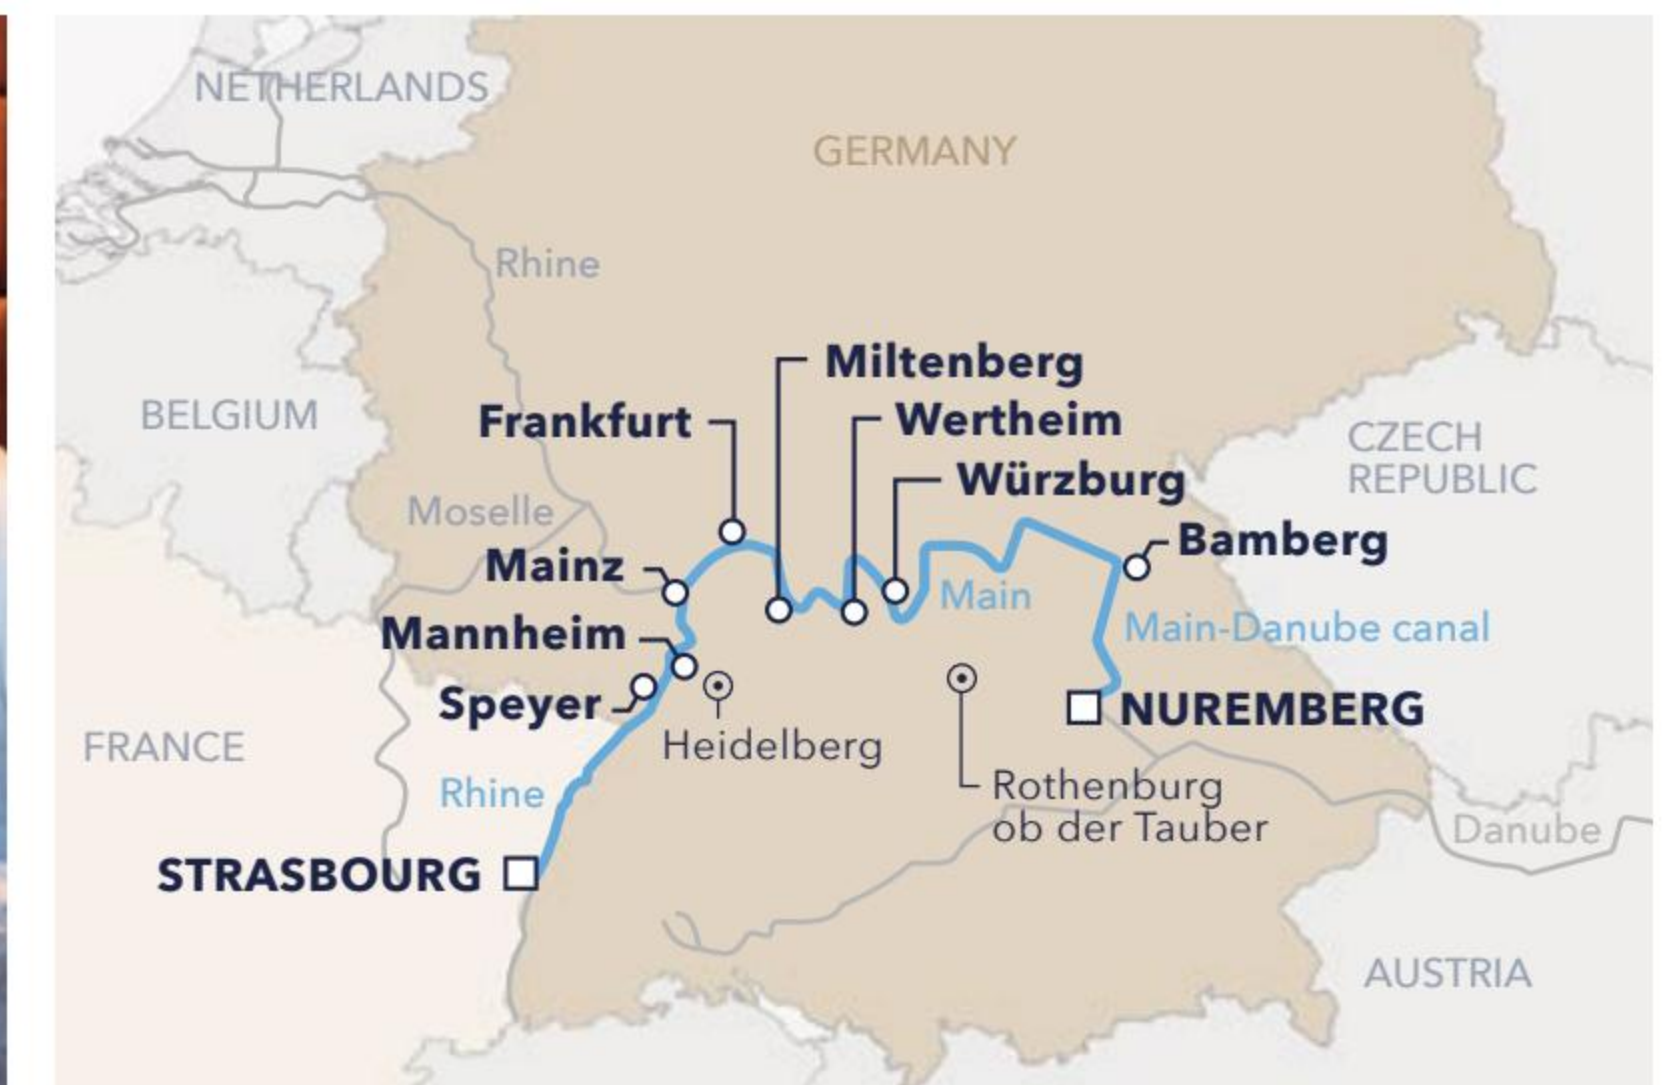 NETHERLANDS
GERMANY
Rhine
Miltenberg
Frankfurt
Wertheim
BELGIUM
CZECH
REPUBLIC
Würzburg
Moselle
Bamberg
Mainz
Main
Main-Danube canal
Mannheim
Speyer
NUREMBERG
Heidelberg
FRANCE
Rhine
Rothenburg
ob der Tauber
Danube
STRASBOURG
AUSTRIA